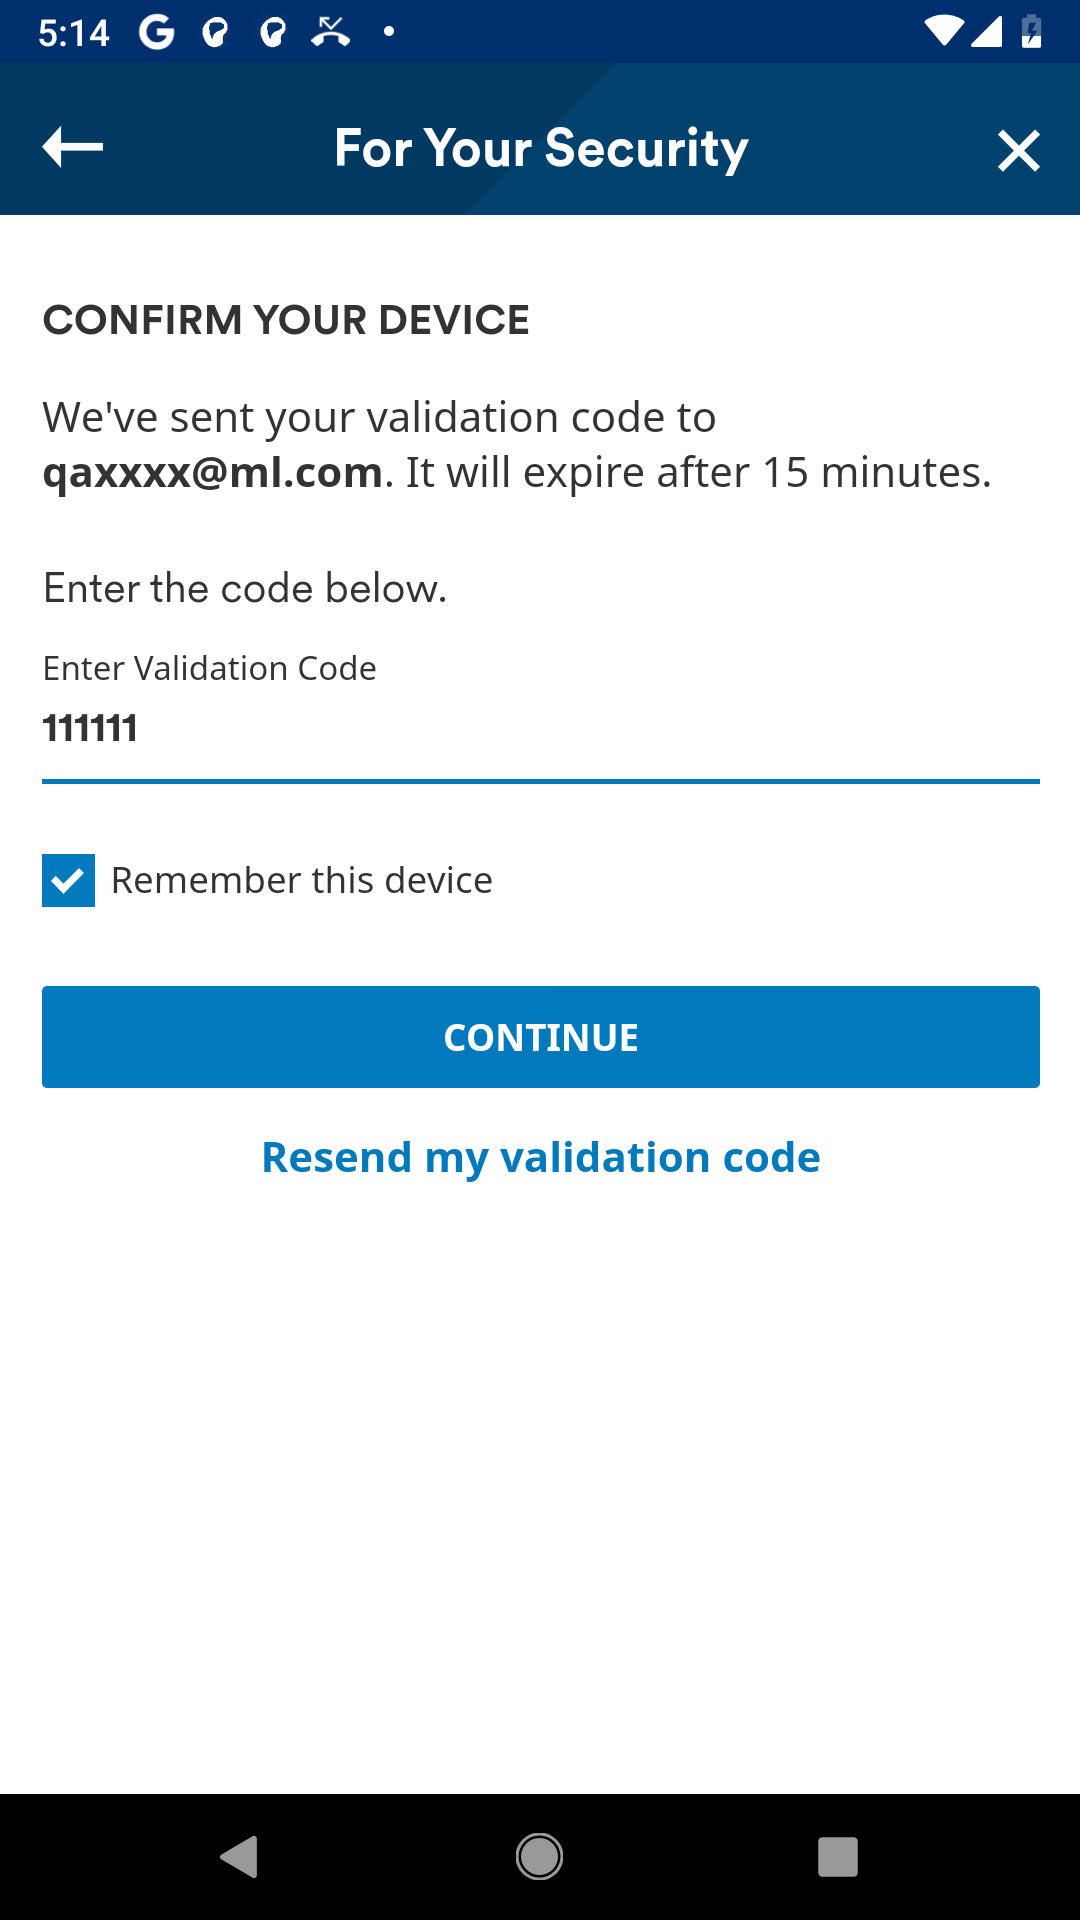 5:14
For Your Security
CONFIRM YOUR DEVICE
We've sent your validation code to
qaxxxx@ml.com. It will expire after 15 minutes.
Enter the code below.
Enter Validation Code
111111
Remember this device
CONTINUE
Resend my validation code